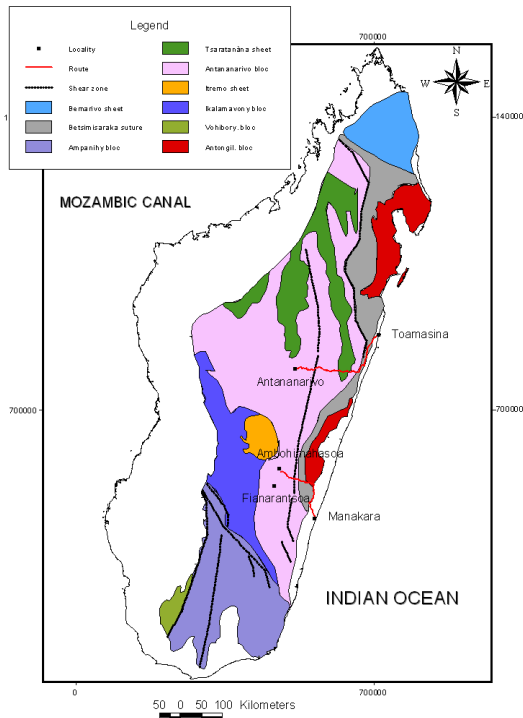 Legend
Locality
Route
Shear zone
Bemarivo sheet
Betsimisaraka suture
Ampanihy bloc
Tsaratanàna sheet
Antananarivo bloc
Itremo sheet
Ikalamavony bloc
Vohibory. bloc
Antongil. bloc
700000
N
W E
S
1
140000
MOZAMBIC CANAL
Toamasina
Antananarivo
700000
700000
Ambohimahasoa
Fianarantsoa
Manakara
INDIAN OCEAN
0
700000
50 0 50 100 Kilometers